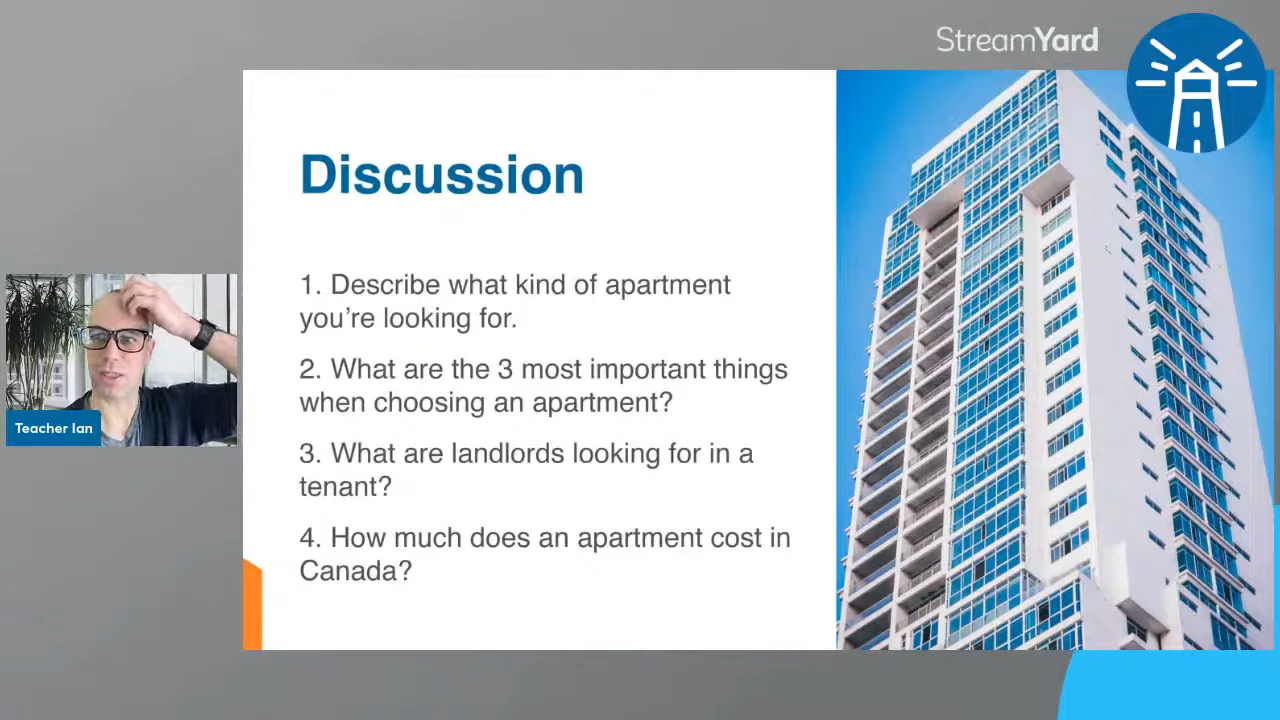 StreamYard
Discussion
1. Describe what kind of apartment
you’re looking for.
2. What are the 3 most important things
when choosing an apartment?
3. What are landlords looking for in a
tenant?
4. How much does an apartment cost in
Canada?
Teacher Ian